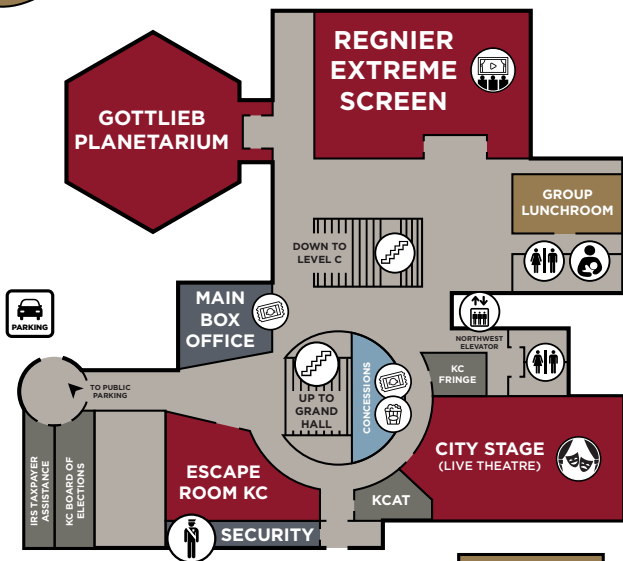 REGNIER
EXTREME
SCREEN
GOTTLIEB
PLANETARIUM
GROUP
LUNCHROOM
DOWN TO
LEVEL C
MAIN
BOX
OFFICE
PARKING
NORTHWEST
ELEVATOR
TO PUBLIC
PARKING
UP TO
GRAND
HALL
CONCESSIONS
KC
FRINGE
CITY STAGE
(LIVE THEATRE)
IRS TAXPAYER
ASSISTANCE
KC BOARD OF
ELECTIONS
ESCAPE
ROOM KC
KCAT
SECURITY